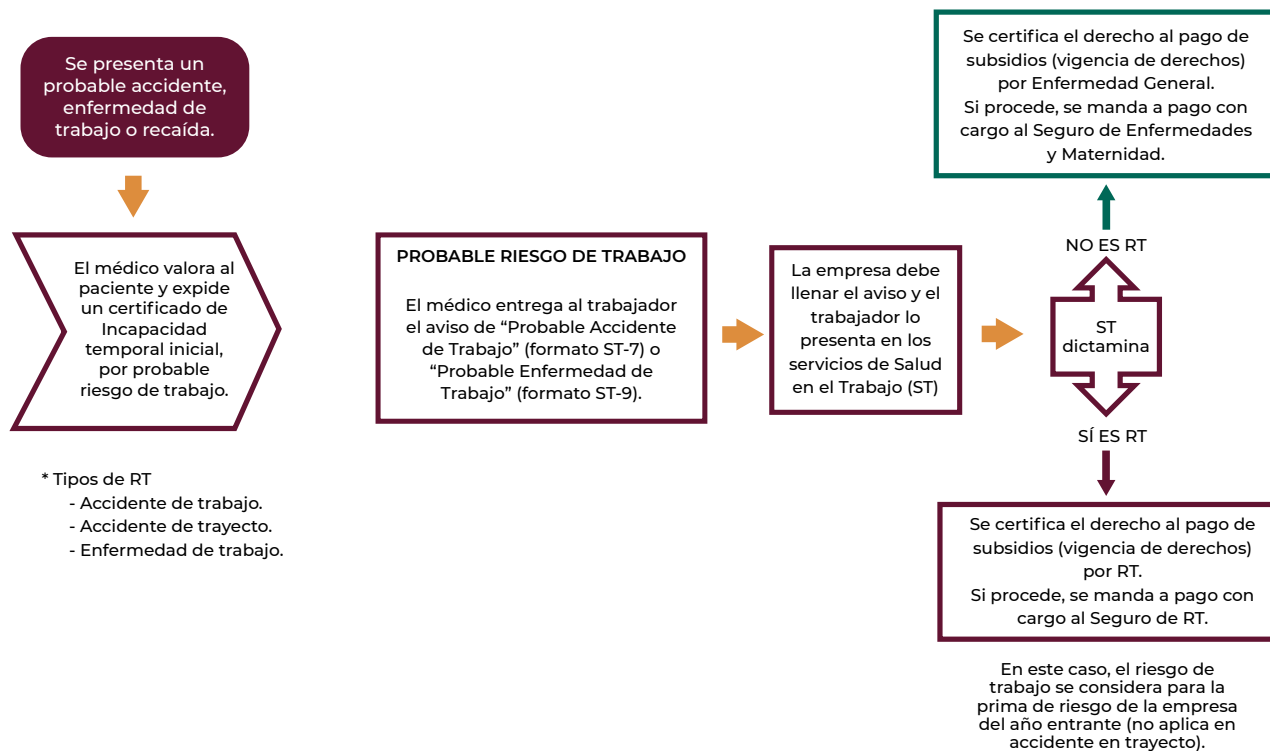 Se presenta un
probable accidente,
enfermedad de
trabajo o recaída.
El médico valora al
paciente y expide
un certificado de
Incapacidad
temporal inicial,
por probable
riesgo de trabajo.
* Tipos de RT
- Accidente de trabajo.
- Accidente de trayecto.
- Enfermedad de trabajo.
PROBABLE RIESGO DE TRABAJO
El médico entrega al trabajador
el aviso de “Probable Accidente
de Trabajo” (formato ST-7) o
“Probable Enfermedad de
Trabajo” (formato ST-9).
La empresa debe
llenar el aviso y el
trabajador lo
presenta en los
servicios de Salud
en el Trabajo (ST)
ST
dictamina
NO ES RT
Se certifica el derecho al pago de
subsidios (vigencia de derechos)
por Enfermedad General.
Si procede, se manda a pago con
cargo al Seguro de Enfermedades
y Maternidad.
SÍ ES RT
Se certifica el derecho al pago de
subsidios (vigencia de derechos)
por RT.
Si procede, se manda a pago con
cargo al Seguro de RT.
En este caso, el riesgo de
trabajo se considera para la
prima de riesgo de la empresa
del año entrante (no aplica en
accidente en trayecto).